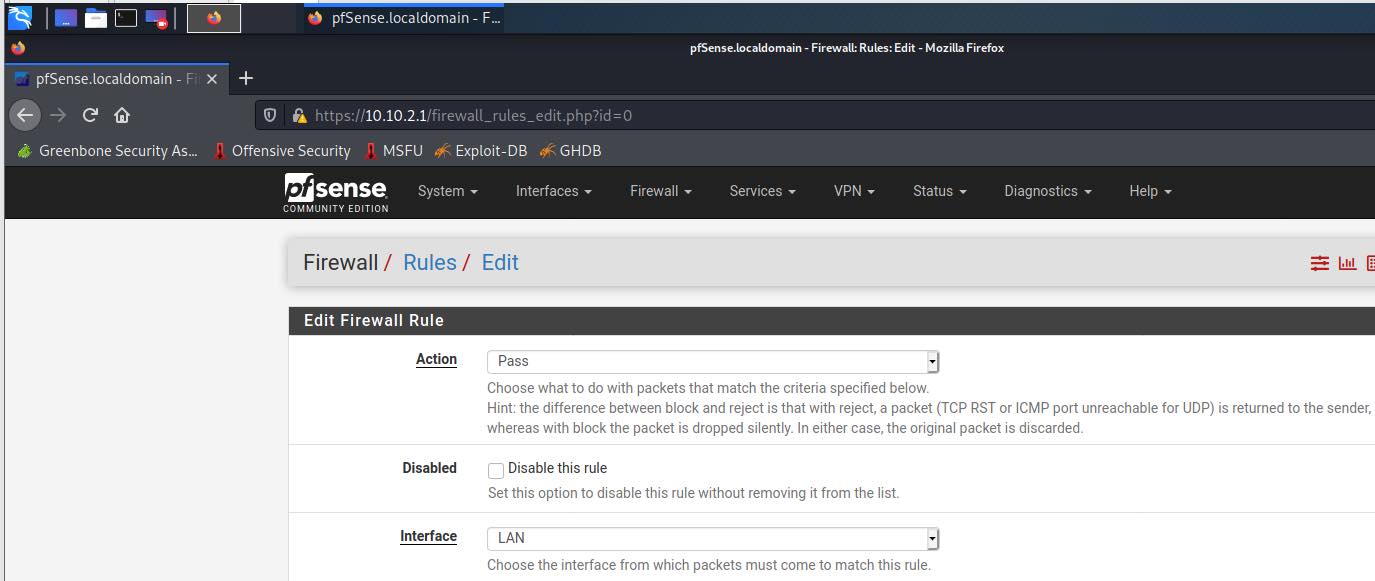 pfSense.localdomain - F...
pfSense.localdomain - Firewall: Rules: Edit - Mozilla Firefox
pfSense.localdomain - Fi
https://10.10.2.1/firewall_rules_edit.php?id=0
Greenbone Security As... Offensive Security MSFU Exploit-DB GHDB
pfsense System Interfaces Firewall Services VPN Status Diagnostics Help
COMMUNITY EDITION
Firewall / Rules / Edit
Edit Firewall Rule
Action Pass
Choose what to do with packets that match the criteria specified below.
Hint: the difference between block and reject is that with reject, a packet (TCP RST or ICMP port unreachable for UDP) is returned to the sender,
whereas with block the packet is dropped silently. In either case, the original packet is discarded.
Disabled Disable this rule
Set this option to disable this rule without removing it from the list.
Interface LAN
Choose the interface from which packets must come to match this rule.